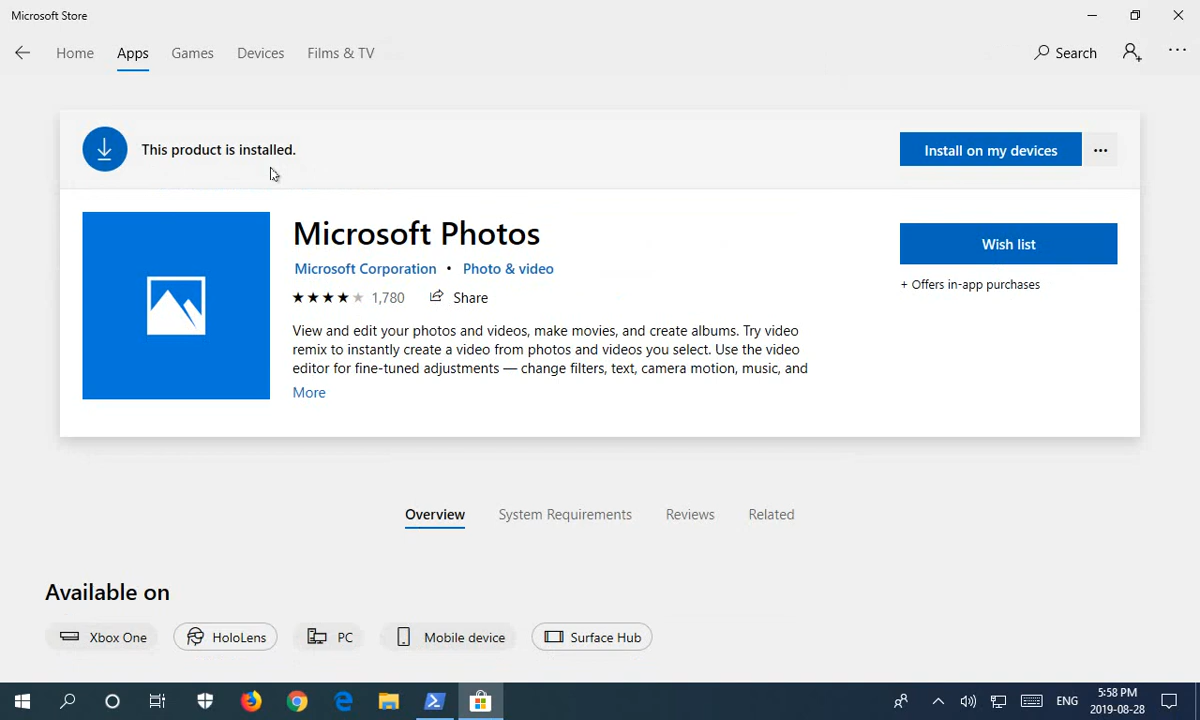 Microsoft Store
Home Apps Games Devices Films & TV Search
This product is installed.
Install on my devices
Microsoft Photos
Microsoft Corporation • Photo & video
1,780 Share
View and edit your photos and videos, make movies, and create albums. Try video
remix to instantly create a video from photos and videos you select. Use the video
editor for fine-tuned adjustments — change filters, text, camera motion, music, and
More
Wish list
+ Offers in-app purchases
Overview System Requirements Reviews Related
Available on
Xbox One HoloLens PC Mobile device Surface Hub
ENG
5:58 PM
2019-08-28